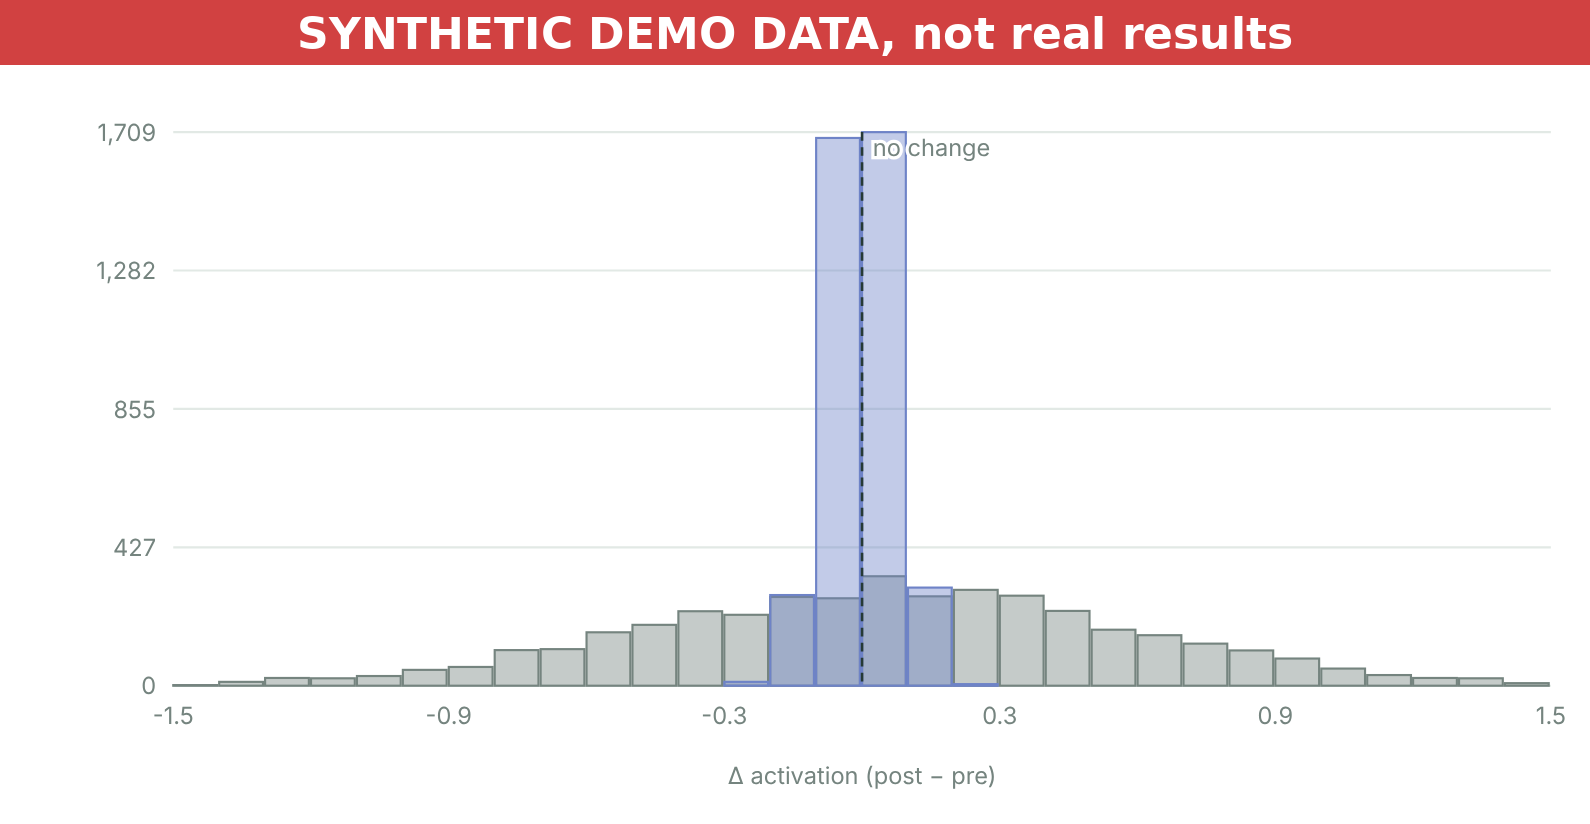 SYNTHETIC DEMO DATA, not real results
1,709
no change
1,282
855
427
0
-1.5 -0.9 -0.3 0.3 0.9 1.5
Δ activation (post − pre)